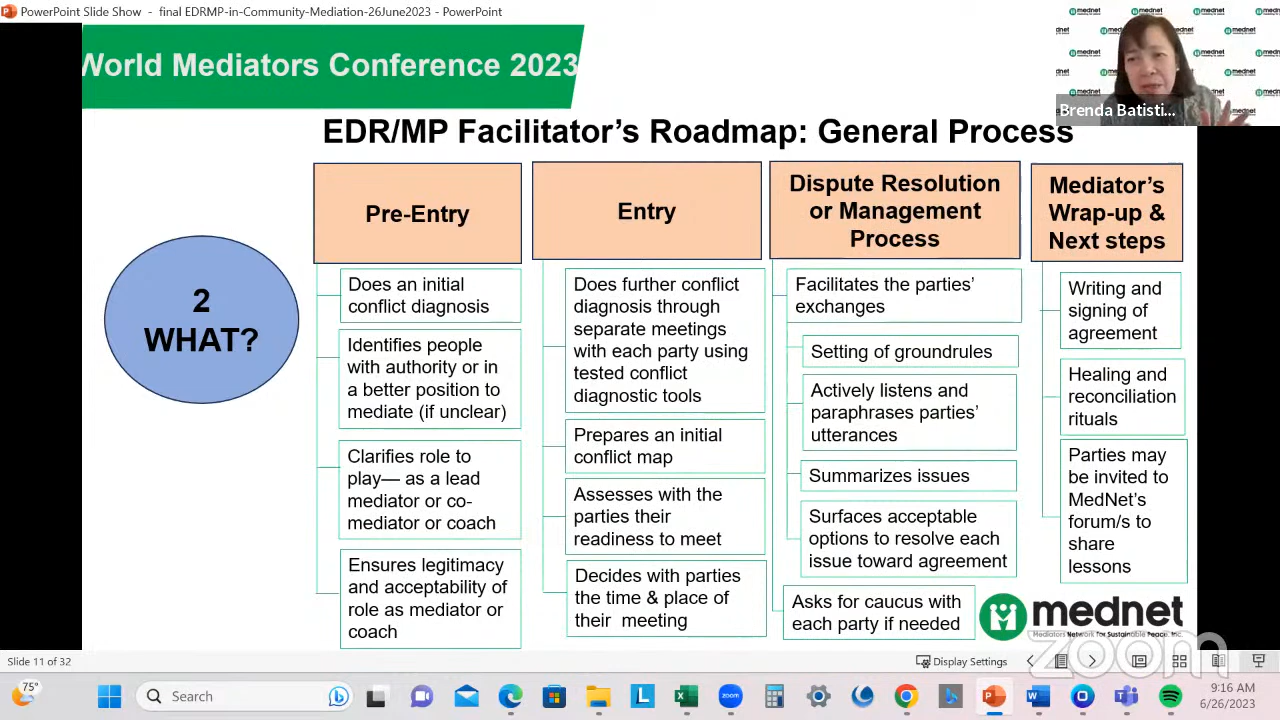 PowerPoint Slide Show - final EDRMP-in-Community-Mediation-26June2023 - PowerPoint
World Mediators Conference 2023
mednet
Brenda Batisti...
EDR/MP Facilitator's Roadmap: General Process
2
WHAT?
Pre-Entry
Does an initial
conflict diagnosis
Identifies people
with authority or in
a better position to
mediate (if unclear)
Clarifies role to
play— as a lead
mediator or co-
mediator or coach
Ensures legitimacy
and acceptability of
role as mediator or
coach
Entry
Does further conflict
diagnosis through
separate meetings
with each party using
tested conflict
diagnostic tools
Prepares an initial
conflict map
Assesses with the
parties their
readiness to meet
Decides with parties
the time & place of
their meeting
Dispute Resolution
or Management
Process
Facilitates the parties'
exchanges
Setting of groundrules
Actively listens and
paraphrases parties'
utterances
Summarizes issues
Surfaces acceptable
options to resolve each
issue toward agreement
Asks for caucus with
each party if needed
Mediator's
Wrap-up &
Next steps
Writing and
signing of
agreement
Healing and
reconciliation
rituals
Parties may
be invited to
MedNet's
forum/s to
share
lessons
mednet
Mediators Network For Sustainable Peace, Inc.
zoom
Slide 11 of 32
Display Settings
75°
Search
zoom
9:16 AM
6/26/2023